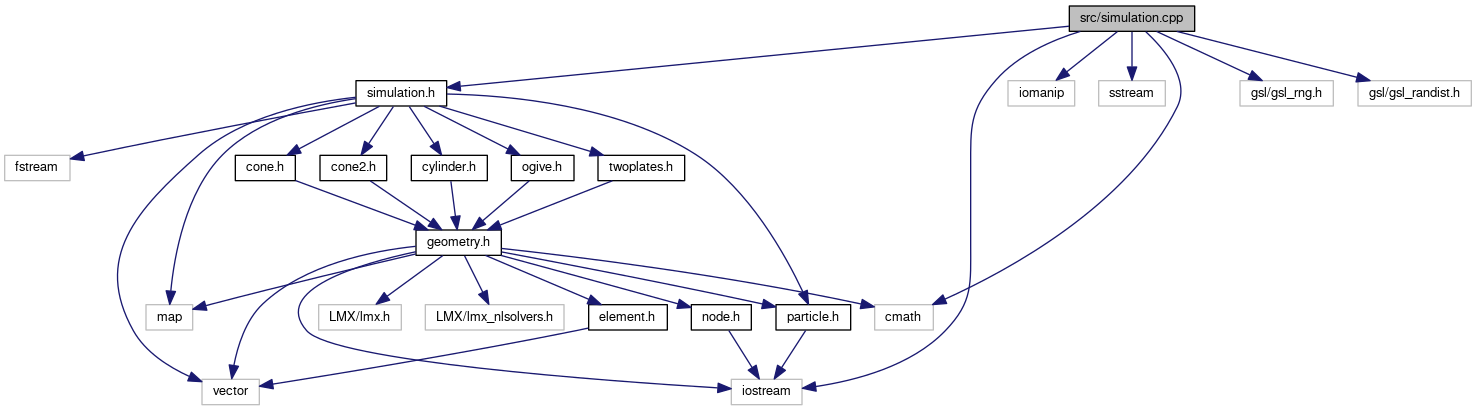 src/simulation.cpp
simulation.h
iomanip
sstream
gsl/gsl_rng.h
gsl/gsl_randist.h
fstream
cone.h
cone2.h
cylinder.h
ogive.h
twoplates.h
geometry.h
map
LMX/lmx.h
LMX/lmx_nlsolvers.h
element.h
node.h
particle.h
cmath
vector
iostream